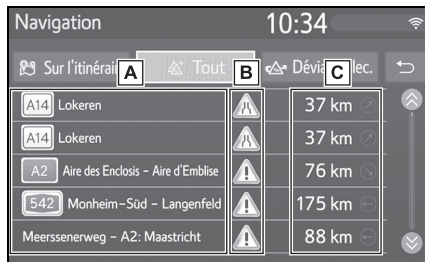 Navigation 10:34
Sur l'itinérair A Tout B Dévia C lec.
A14 Lokeren 37 km
A14 Lokeren 37 km
A2 Aire des Enclosis - Aire d'Emblise 76 km
542 Monheim-Süd - Langenfeld 175 km
Meerssenerweg - A2: Maastricht 88 km